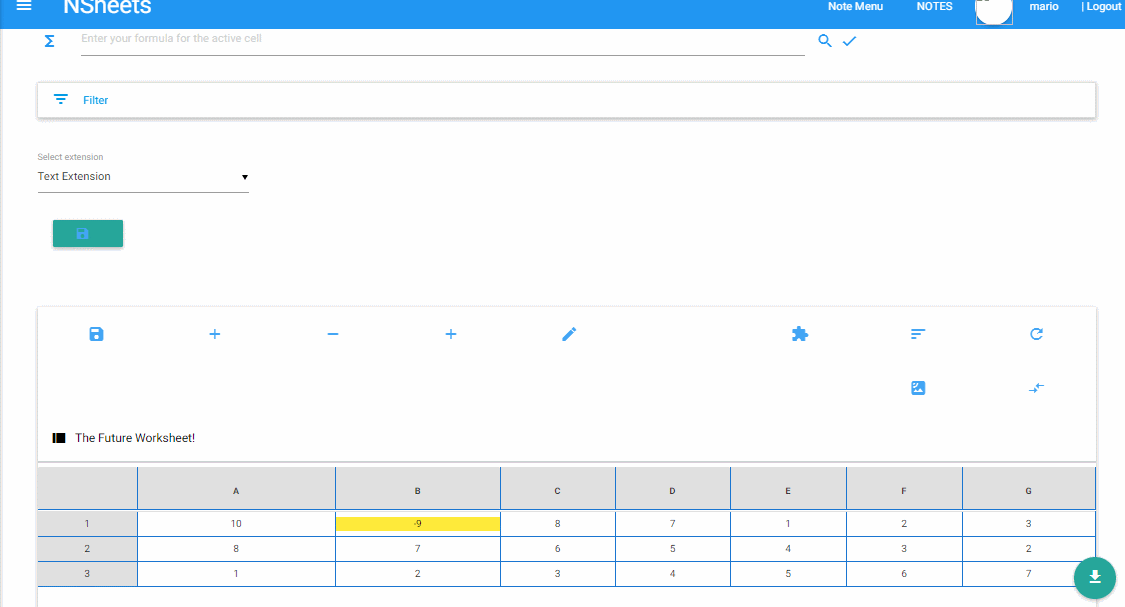 NSheets
Note Menu NOTES mario | Logout
Enter your formula for the active cell
Filter
Select extension
Text Extension
The Future Worksheet!
A B C D E F G
1 10 -9 8 7 1 2 3
2 8 7 6 5 4 3 2
3 1 2 3 4 5 6 7